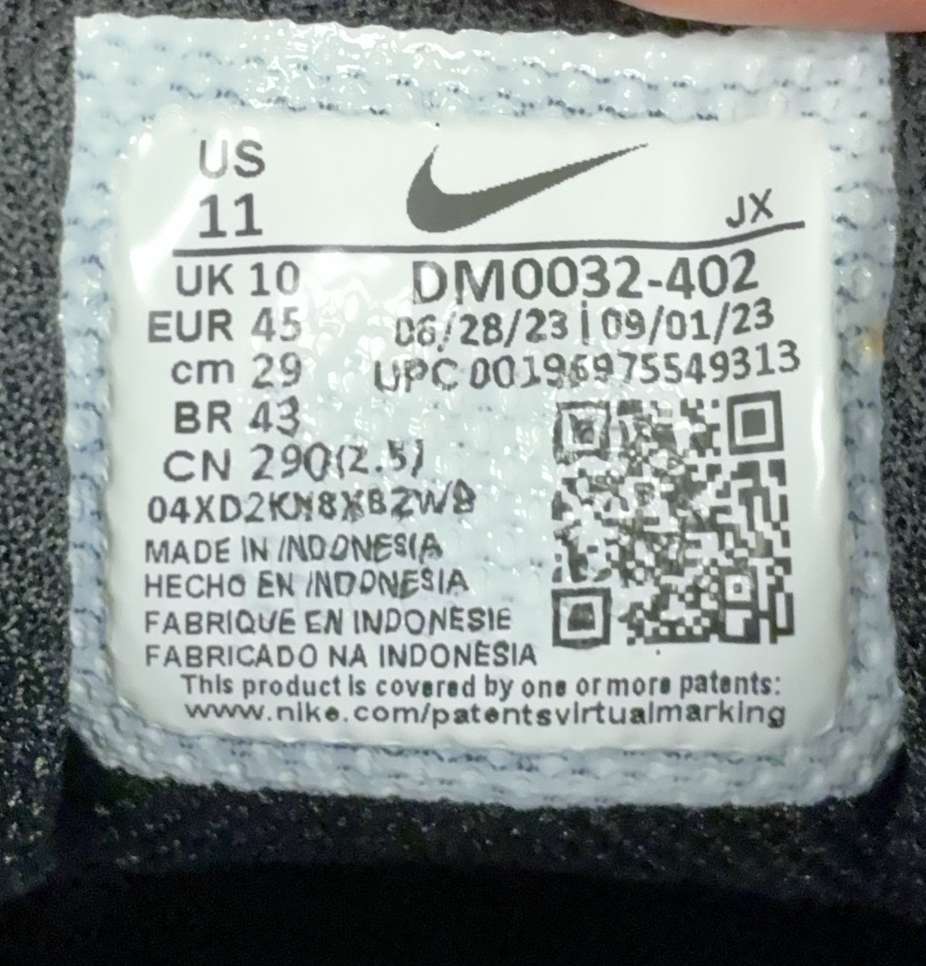 US
11
JX
UK 10
DM0032-402
EUR 45
06/28/23 | 09/01/23
cm 29
UPC 00196975549313
BR 43
CN 290(2.5)
MADE IN INDONESIA
HECHO EN INDONESIA
FABRIQUE EN INDONESIE
FABRICADO NA INDONÉSIA
This product is covered by one or more patents:
www.nike.com/patentsvirtualmarking